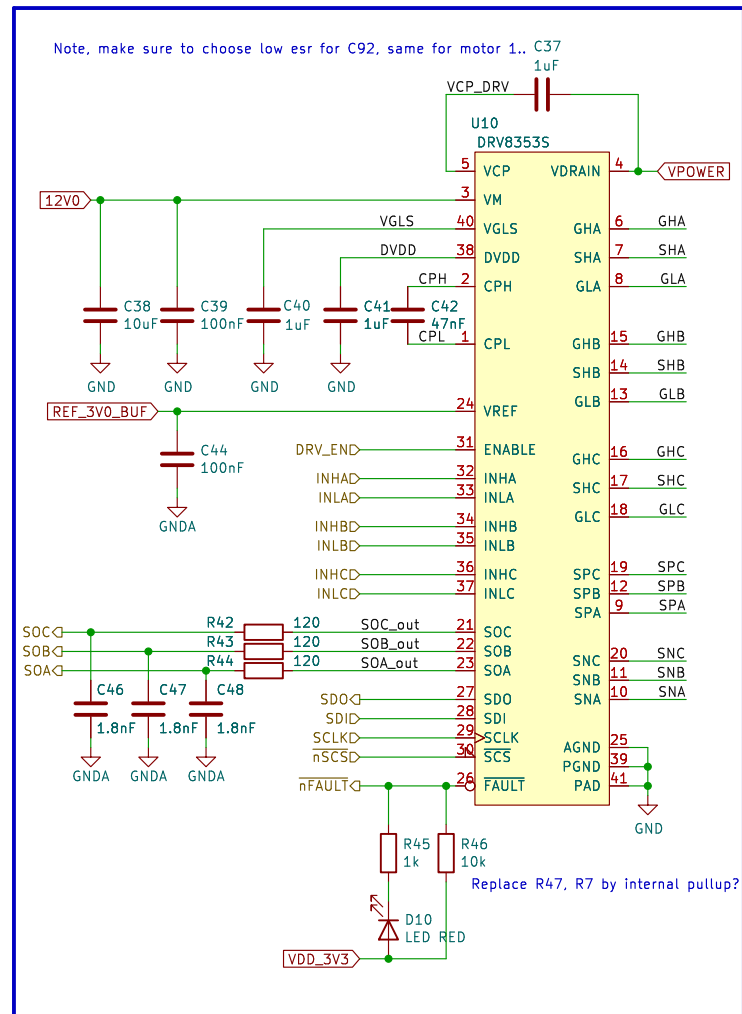 Note, make sure to choose low esr for C92, same for motor 1..
C37
1uF
VCP_DRV
U10
DRV8353S
5 VCP VDRAIN 4 VPOWER
12V0 3 VM
VGLS 40 VGLS GHA 6 GHA
DVDD 38 DVDD SHA 7 SHA
CPH 2 CPH GLA 8 GLA
C38 C39 C40 C41 C42
10uF 100nF 1uF 1uF 47nF
CPL 1 CPL GHB 15 GHB
SHB 14 SHB
GND GND GND GND
GLB 13 GLB
REF_3V0_BUF 24 VREF
C44
100nF
DRV_EN 31 ENABLE
GHC 16 GHC
INHA 32 INHA
SHC 17 SHC
INLA 33 INLA
GLC 18 GLC
GNDA
INHB 34 INHB
INLB 35 INLB
INHC 36 INHC SPC 19 SPC
INLC 37 INLC SPB 12 SPB
SPA 9 SPA
SOC R42 120 SOC_out 21 SOC
SOB R43 120 SOB_out 22 SOB
SOA R44 120 SOA_out 23 SOA
SNC 20 SNC
SNB 11 SNB
SNA 10 SNA
C46 C47 C48
1.8nF 1.8nF 1.8nF
SDO 27 SDO
SDI 28 SDI
SCLK 29 SCLK
nSCS 30 SCS
AGND 25
PGND 39
GNDA GNDA GNDA
nFAULT 26 FAULT PAD 41
GND
R45 R46
1k 10k
Replace R47, R7 by internal pullup?
D10
LED RED
VDD_3V3